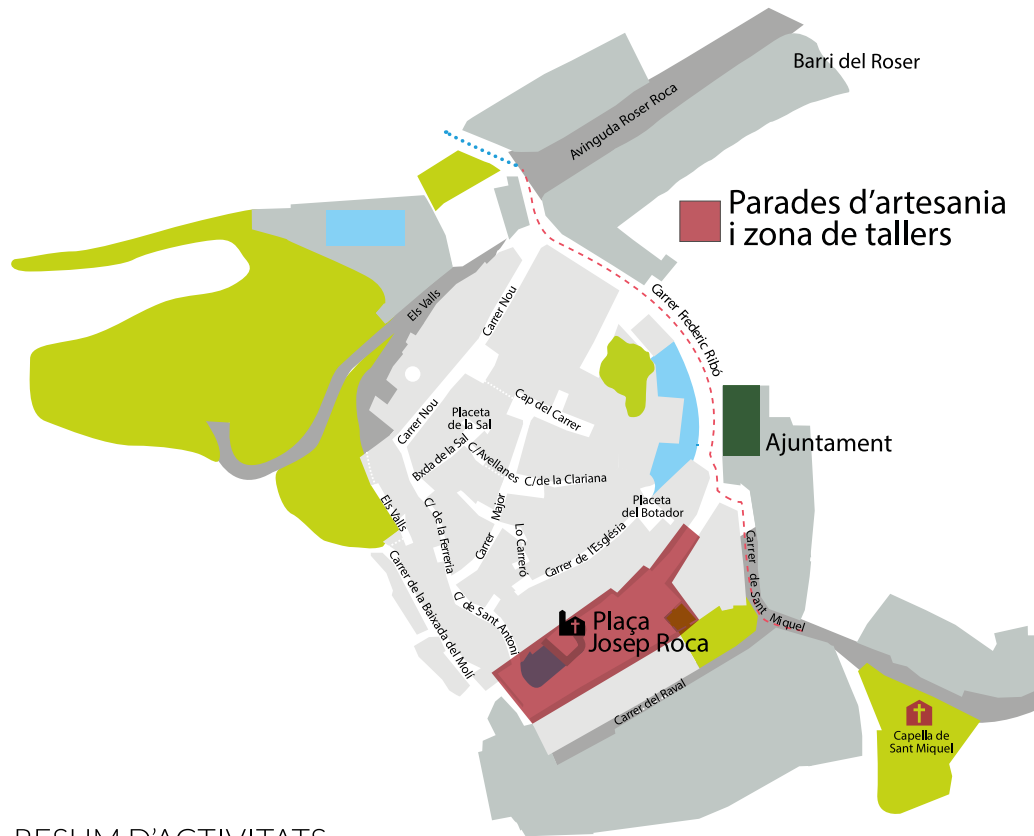 Barri del Roser
Avinguda Roser Roca
Parades d'artesania
i zona de tallers
Els Valls
Carrer Nou
Carrer Frederic Ribó
Carrer Nou
Placeta
de la Sal
Cap del Carrer
Bxda de la Sal
C/Avellanes
C/de la Clariana
Ajuntament
Els Valls
C/ de la Ferreria
Carrer
Major
Lo Carreró
Placeta
del Botador
Carrer de l'Església
Carrer de la Baixada del Molí
C/ de Sant Antoni
Carrer de Sant Miquel
Plaça
Josep Roca
Carrer del Raval
Capella de
Sant Miquel
RESUM D'ACTIVITATS